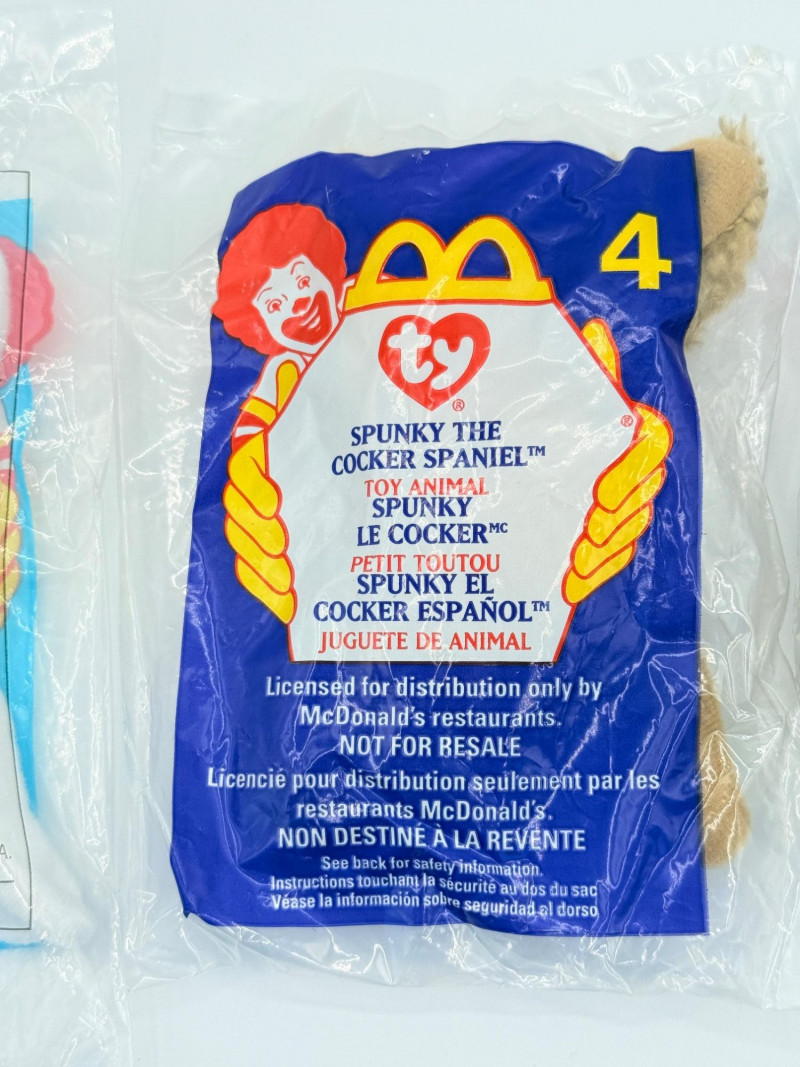 4
ty
®
SPUNKY THE
COCKER SPANIEL™
®
TOY ANIMAL
SPUNKY
LE COCKER MC
PETIT TOUTOU
SPUNKY EL
COCKER ESPAÑOL™
JUGUETE DE ANIMAL
Licensed for distribution only by
McDonald's restaurants.
NOT FOR RESALE
Licencié pour distribution seulement par les
restaurants McDonald's.
NON DESTINÉ À LA REVENTE
See back for safety information.
Instructions touchant la sécurité au dos du sac
Véase la información sobre seguridad al dorso
A.